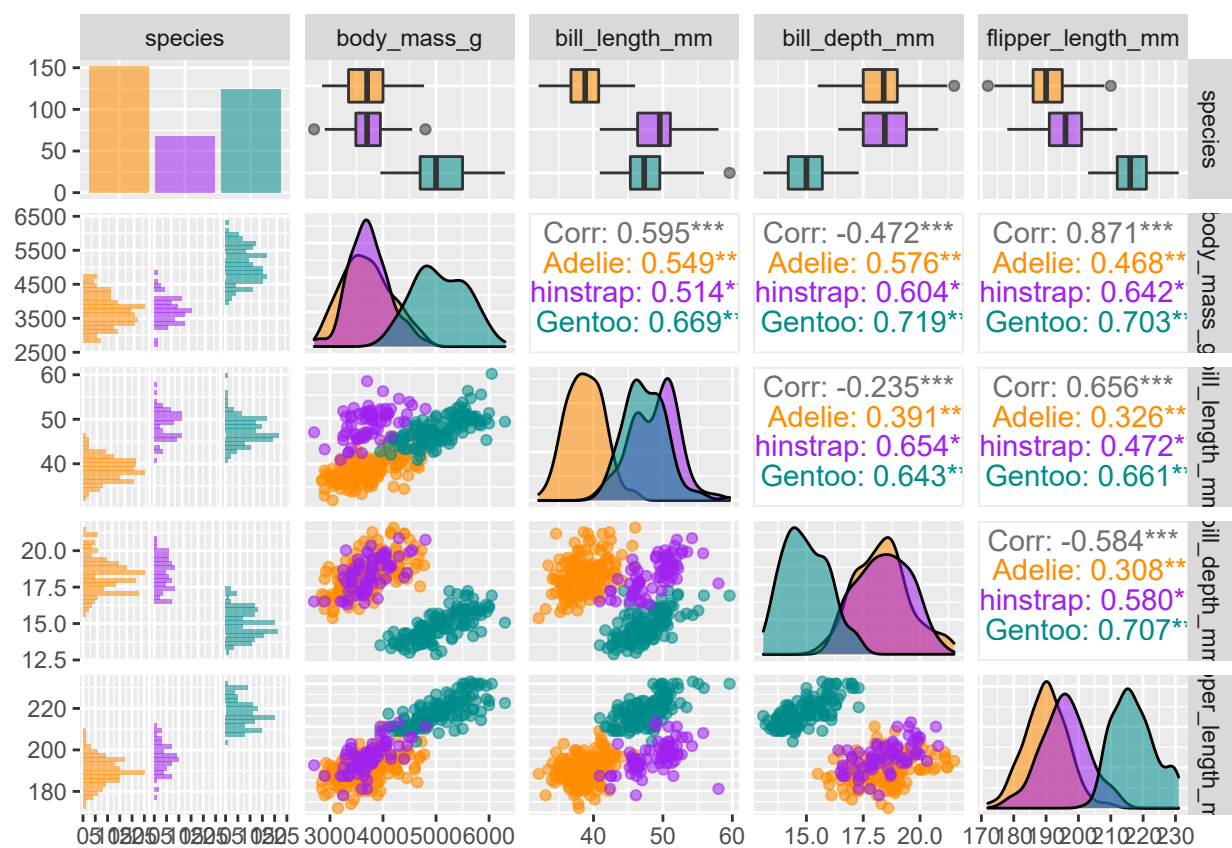 species body_mass_g bill_length_mm bill_depth_mm flipper_length_mm
150
100
50
0
species
6500
5500
4500
3500
2500
Corr: 0.595***
Adelie: 0.549**
hinstrap: 0.514*
Gentoo: 0.669**
Corr: -0.472***
Adelie: 0.576**
hinstrap: 0.604*
Gentoo: 0.719**
Corr: 0.871***
Adelie: 0.468**
hinstrap: 0.642*
Gentoo: 0.703**
body_mass_g
60
50
40
Corr: -0.235***
Adelie: 0.391**
hinstrap: 0.654*
Gentoo: 0.643**
Corr: 0.656***
Adelie: 0.326**
hinstrap: 0.472*
Gentoo: 0.661**
bill_length_mm
20.0
17.5
15.0
12.5
Corr: -0.584***
Adelie: 0.308**
hinstrap: 0.580*
Gentoo: 0.707**
bill_depth_mm
220
200
180
per_length_m
3000 4000 5000 6000 40 50 60 15.0 17.5 20.0 170 180 190 200 210 220 230